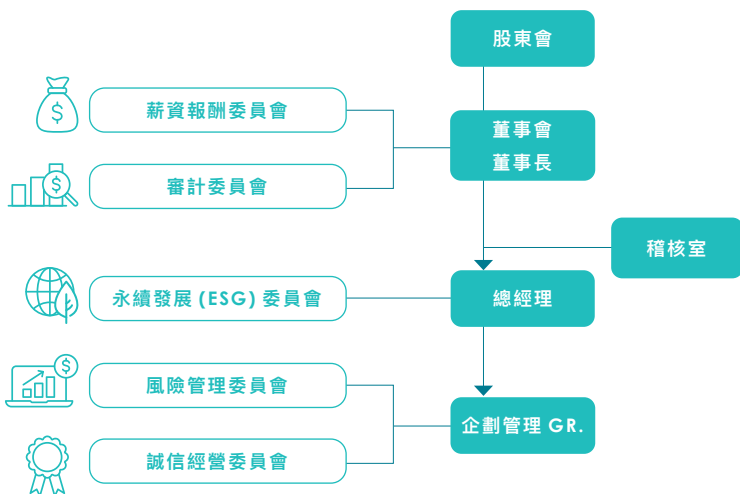 股東會
薪資報酬委員會
董事會
董事長
審計委員會
稽核室
永續發展 (ESG) 委員會
總經理
風險管理委員會
企劃管理 GR.
誠信經營委員會
$
$
$